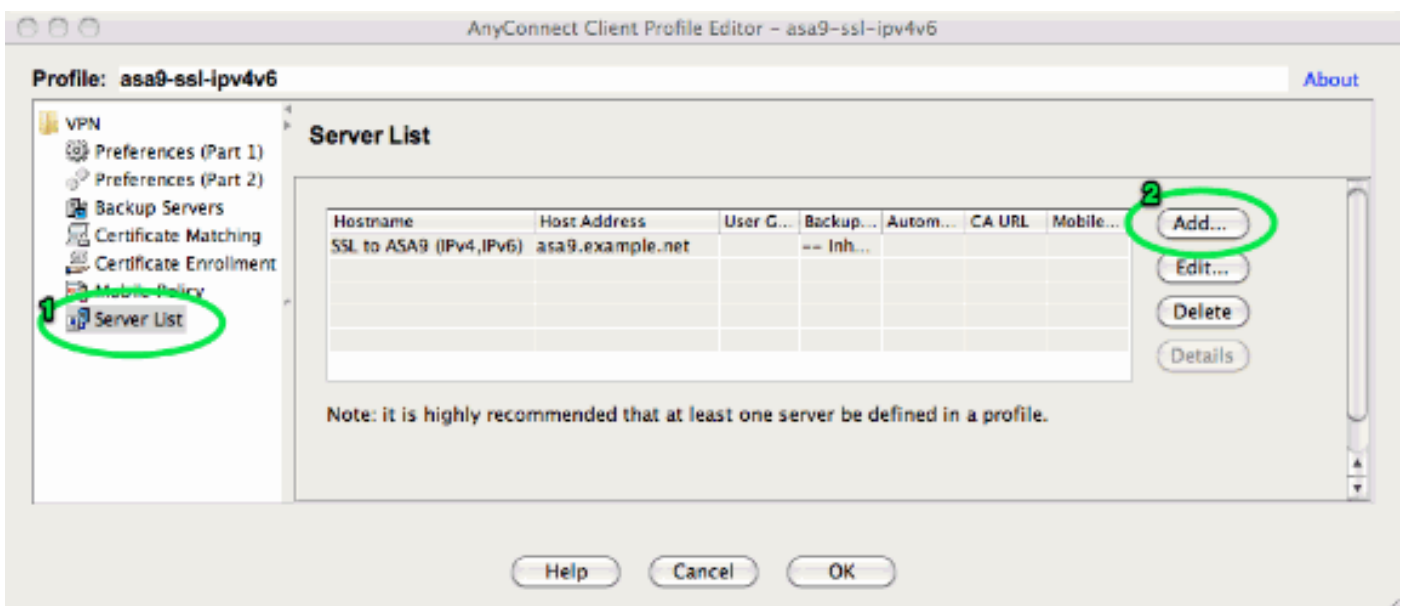 AnyConnect Client Profile Editor - asa9-ssl-ipv4v6
Profile: asa9-ssl-ipv4v6
About
VPN
Preferences (Part 1)
Preferences (Part 2)
Backup Servers
Certificate Matching
Certificate Enrollment
Mobile Policy
1
Server List
Server List
2
Hostname Host Address User G... Backup... Autom... CA URL Mobile...
SSL to ASA9 (IPv4,IPv6) asa9.example.net -- Inh...
Add...
Edit...
Delete
Details
Note: it is highly recommended that at least one server be defined in a profile.
Help Cancel OK